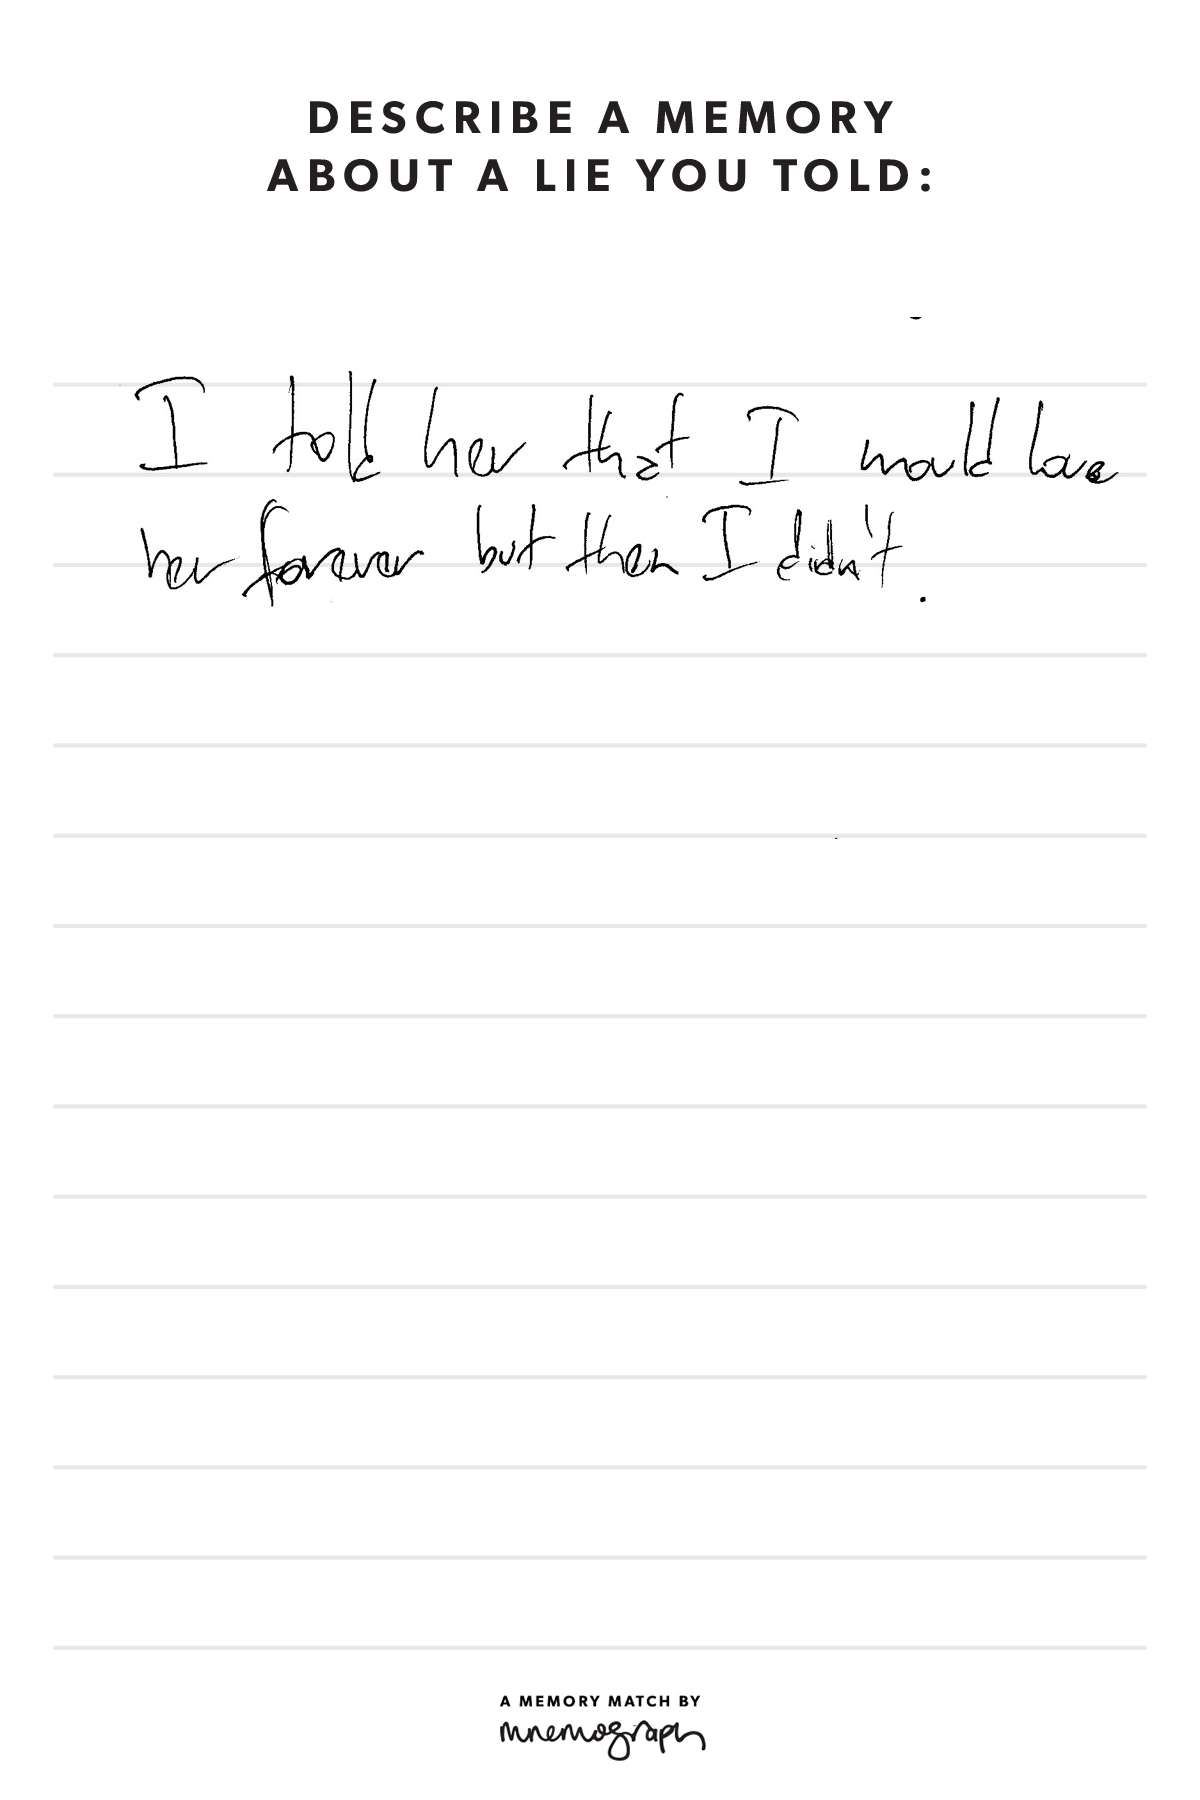 DESCRIBE A MEMORY
ABOUT A LIE YOU TOLD:
I told her that I would love
her forever but then I didn't.
A MEMORY MATCH BY
mnemograph